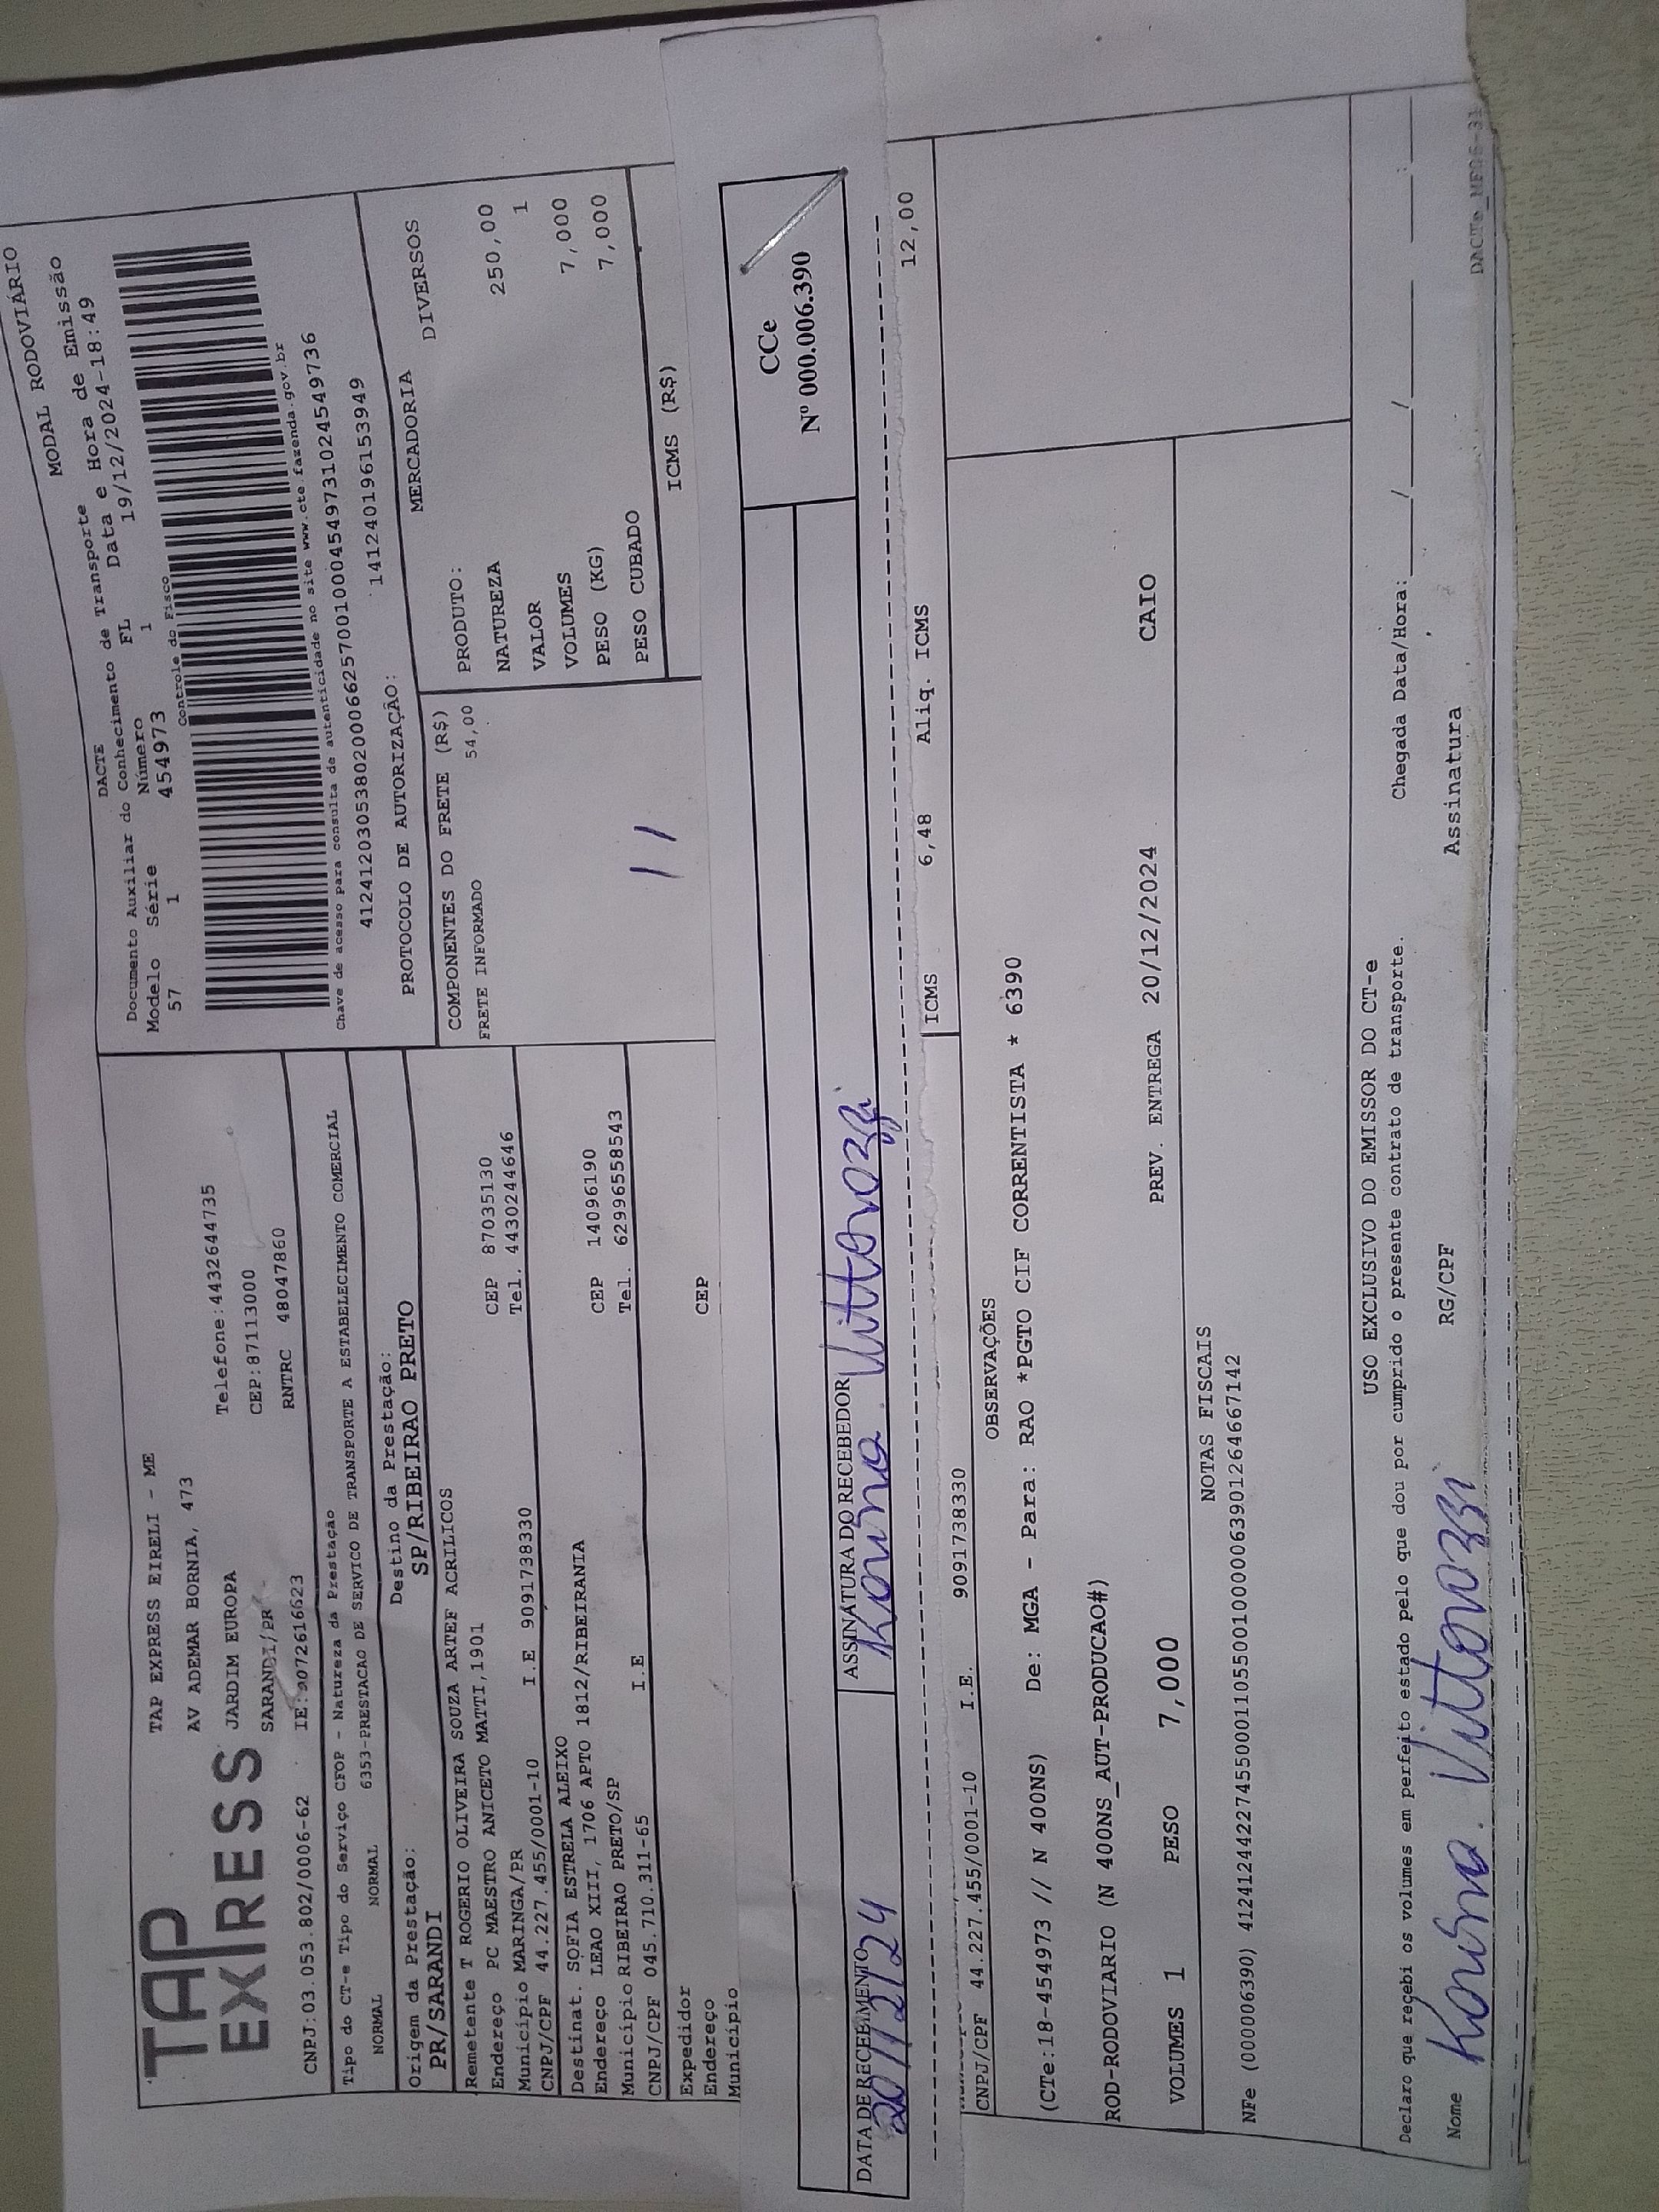 TAP
EXPRESS
TAP EXPRESS EIRELI - ME
AV ADEMAR BORNIA, 473
JARDIM EUROPA Telefone:4432644735
SARANDI/PR CEP:87113000
CNPJ:03.053.802/0006-62 IE:9072616623 RNTRC 48047860
MODAL RODOVIÁRIO
DACTE
Documento Auxiliar do Conhecimento de Transporte
Modelo Série Número FL Data e Hora de Emissão
57 1 454973 1 19/12/2024-18:49
Controle do Fisco
Chave de acesso para consulta de autenticidade no site www.cte.fazenda.gov.br
41241203053802000662570010004549731024549736
PROTOCOLO DE AUTORIZAÇÃO: 141240196153949
Tipo do CT-e Tipo do Serviço CFOP - Natureza da Prestação
NORMAL NORMAL 6353-PRESTACAO DE SERVICO DE TRANSPORTE A ESTABELECIMENTO COMERCIAL
Origem da Prestação: Destino da Prestação:
PR/SARANDI SP/RIBEIRAO PRETO
Remetente T ROGERIO OLIVEIRA SOUZA ARTEF ACRILICOS
Endereço PC MAESTRO ANICETO MATTI,1901 CEP 87035130
Município MARINGA/PR Tel. 4430244646
CNPJ/CPF 44.227.455/0001-10 I.E 9091738330
Destinat. SOFIA ESTRELA ALEIXO
Endereço LEAO XIII, 1706 APTO 1812/RIBEIRANIA CEP 14096190
Município RIBEIRAO PRETO/SP Tel. 62996558543
CNPJ/CPF 045.710.311-65 I.E
Expedidor
Endereço CEP
Município
COMPONENTES DO FRETE (R$)
FRETE INFORMADO 54,00
MERCADORIA
PRODUTO: DIVERSOS
NATUREZA
VALOR 250,00
VOLUMES 1
PESO (KG) 7,000
PESO CUBADO 7,000
ICMS (R$)
CCe
Nº 000.006.390
DATA DE RECEBIMENTO ASSINATURA DO RECEBEDOR
20/12/24 Vittorozzi
ICMS 6,48 Aliq. ICMS 12,00
CNPJ/CPF 44.227.455/0001-10 I.E. 9091738330
OBSERVAÇÕES
(CTe:18-454973 // N 400NS) De: MGA - Para: RAO *PGTO CIF CORRENTISTA * 6390
ROD-RODOVIARIO (N 400NS_AUT-PRODUCAO#)
VOLUMES 1 PESO 7,000 PREV. ENTREGA 20/12/2024 CAIO
NOTAS FISCAIS
NFe (000006390) 41241244227455000110550010000063901264667142
USO EXCLUSIVO DO EMISSOR DO CT-e
Declaro que recebi os volumes em perfeito estado pelo que dou por cumprido o presente contrato de transporte. Chegada Data/Hora:____/____/____ ____:____
Nome Vittorozzi RG/CPF Assinatura